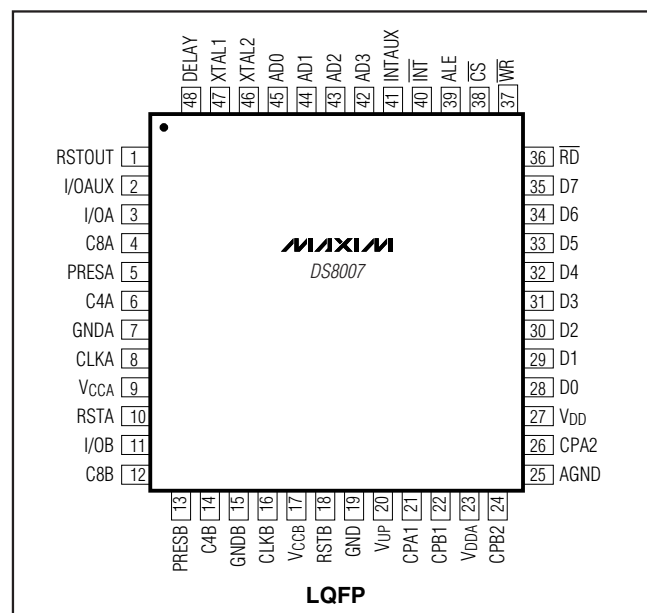 DELAY
XTAL1
XTAL2
AD0
AD1
AD2
AD3
INTAUX
INT
ALE
CS
WR
48
47
46
45
44
43
42
41
40
39
38
37
RSTOUT 1
I/OAUX 2
I/OA 3
C8A 4
PRESA 5
C4A 6
GNDA 7
CLKA 8
VCCA 9
RSTA 10
I/OB 11
C8B 12
MAXIM
DS8007
36 RD
35 D7
34 D6
33 D5
32 D4
31 D3
30 D2
29 D1
28 D0
27 VDD
26 CPA2
25 AGND
13
14
15
16
17
18
19
20
21
22
23
24
PRESB
C4B
GNDB
CLKB
VCCB
RSTB
GND
VUP
CPA1
CPB1
VDDA
CPB2
LQFP